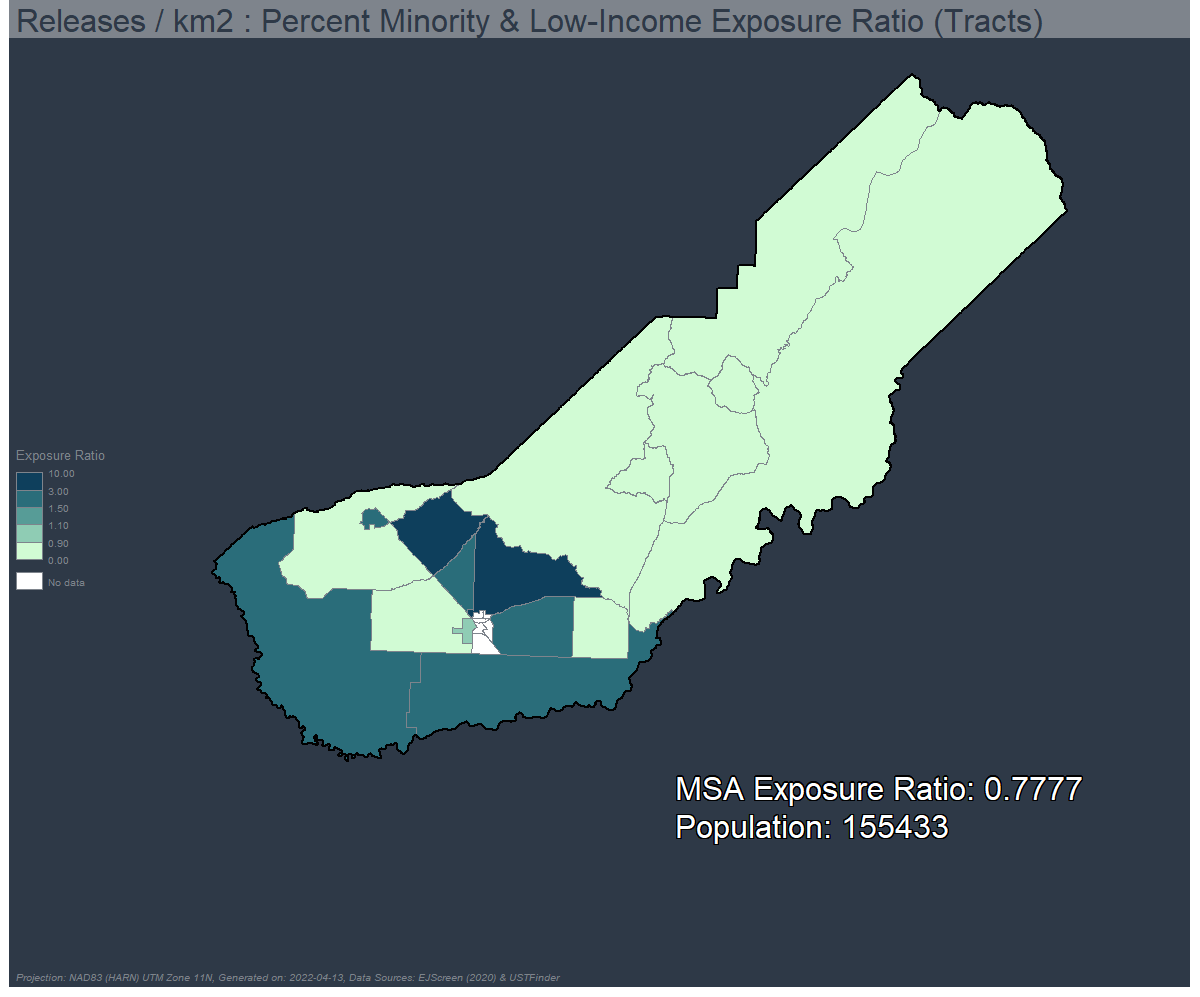 Releases / km2 : Percent Minority & Low-Income Exposure Ratio (Tracts)
Exposure Ratio
10.00
3.00
1.50
1.10
0.90
0.00
No data
MSA Exposure Ratio: 0.7777
Population: 155433
Projection: NAD83 (HARN) UTM Zone 11N, Generated on: 2022-04-13, Data Sources: EJScreen (2020) & USTFinder